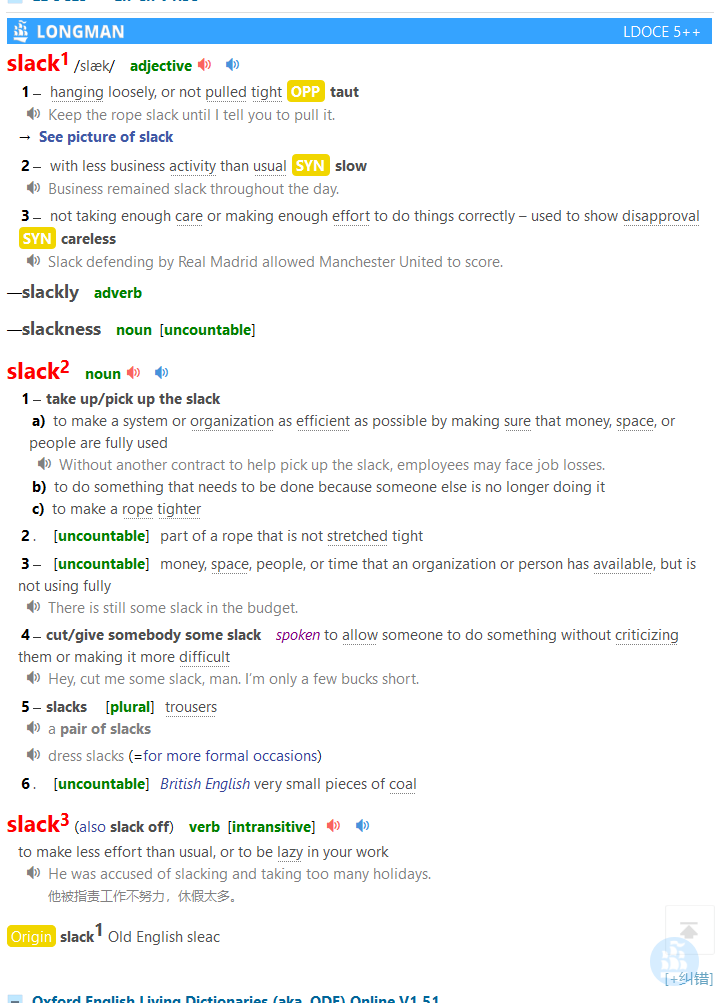 LONGMAN LDOCE 5++
slack1 /slæk/ adjective
1 – hanging loosely, or not pulled tight OPP taut
Keep the rope slack until I tell you to pull it.
→ See picture of slack
2 – with less business activity than usual SYN slow
Business remained slack throughout the day.
3 – not taking enough care or making enough effort to do things correctly – used to show disapproval
SYN careless
Slack defending by Real Madrid allowed Manchester United to score.
—slackly adverb
—slackness noun [uncountable]
slack2 noun
1 – take up/pick up the slack
a) to make a system or organization as efficient as possible by making sure that money, space, or
people are fully used
Without another contract to help pick up the slack, employees may face job losses.
b) to do something that needs to be done because someone else is no longer doing it
c) to make a rope tighter
2 . [uncountable] part of a rope that is not stretched tight
3 – [uncountable] money, space, people, or time that an organization or person has available, but is
not using fully
There is still some slack in the budget.
4 – cut/give somebody some slack spoken to allow someone to do something without criticizing
them or making it more difficult
Hey, cut me some slack, man. I’m only a few bucks short.
5 – slacks [plural] trousers
a pair of slacks
dress slacks (=for more formal occasions)
6 . [uncountable] British English very small pieces of coal
slack3 (also slack off) verb [intransitive]
to make less effort than usual, or to be lazy in your work
He was accused of slacking and taking too many holidays.
他被指责工作不努力，休假太多。
Origin slack1 Old English sleac
[+纠错]
Oxford English Living Dictionaries (aka. ODE) Online V1.51